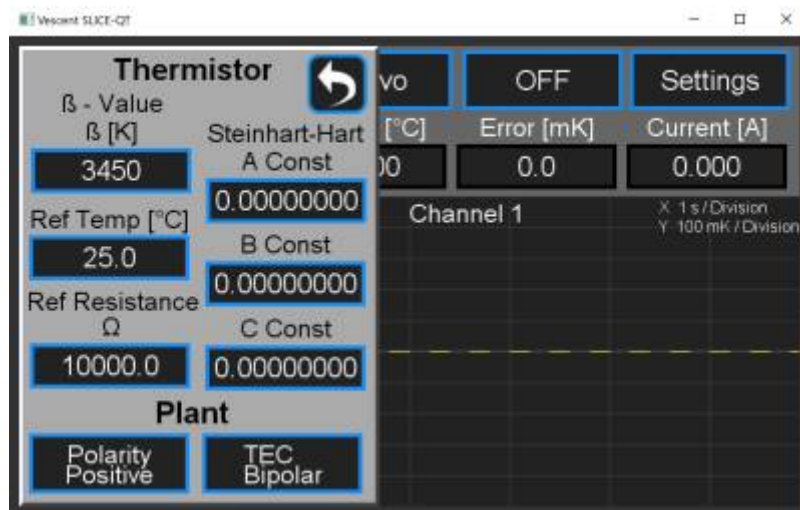 Vescent SLICE-QT
Thermistor
ß - Value
ß [K]
3450
Ref Temp [°C]
25.0
Ref Resistance
Ω
10000.0
Steinhart-Hart
A Const
0.00000000
B Const
0.00000000
C Const
0.00000000
Plant
Polarity
Positive
TEC
Bipolar
vo
OFF
Settings
[°C]
Error [mK]
Current [A]
00
0.0
0.000
Channel 1
X 1 s / Division
Y 100 mK / Division